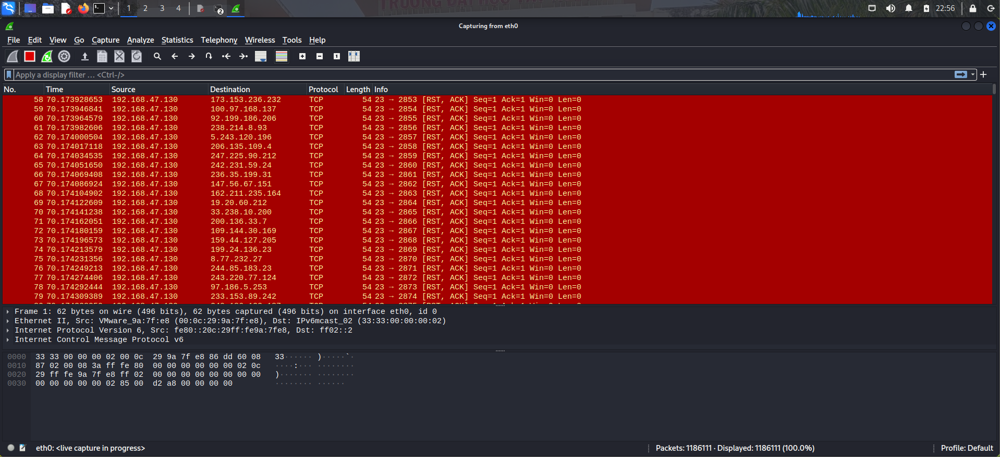 TRƯỜNG ĐẠI HỌC
1 2 3 4
2
22:56
Capturing from eth0
File Edit View Go Capture Analyze Statistics Telephony Wireless Tools Help
Apply a display filter … <Ctrl-/>
No. Time Source Destination Protocol Length Info
58 70.173928653 192.168.47.130 173.153.236.232 TCP 54 23 → 2853 [RST, ACK] Seq=1 Ack=1 Win=0 Len=0
59 70.173946841 192.168.47.130 100.97.168.137 TCP 54 23 → 2854 [RST, ACK] Seq=1 Ack=1 Win=0 Len=0
60 70.173964579 192.168.47.130 92.199.186.206 TCP 54 23 → 2855 [RST, ACK] Seq=1 Ack=1 Win=0 Len=0
61 70.173982606 192.168.47.130 238.214.8.93 TCP 54 23 → 2856 [RST, ACK] Seq=1 Ack=1 Win=0 Len=0
62 70.174000504 192.168.47.130 5.243.120.196 TCP 54 23 → 2857 [RST, ACK] Seq=1 Ack=1 Win=0 Len=0
63 70.174017118 192.168.47.130 206.135.109.4 TCP 54 23 → 2858 [RST, ACK] Seq=1 Ack=1 Win=0 Len=0
64 70.174034535 192.168.47.130 247.225.90.212 TCP 54 23 → 2859 [RST, ACK] Seq=1 Ack=1 Win=0 Len=0
65 70.174051650 192.168.47.130 242.231.59.24 TCP 54 23 → 2860 [RST, ACK] Seq=1 Ack=1 Win=0 Len=0
66 70.174069408 192.168.47.130 236.35.199.31 TCP 54 23 → 2861 [RST, ACK] Seq=1 Ack=1 Win=0 Len=0
67 70.174086924 192.168.47.130 147.56.67.151 TCP 54 23 → 2862 [RST, ACK] Seq=1 Ack=1 Win=0 Len=0
68 70.174104902 192.168.47.130 162.211.235.164 TCP 54 23 → 2863 [RST, ACK] Seq=1 Ack=1 Win=0 Len=0
69 70.174122609 192.168.47.130 19.20.60.212 TCP 54 23 → 2864 [RST, ACK] Seq=1 Ack=1 Win=0 Len=0
70 70.174141238 192.168.47.130 33.238.10.200 TCP 54 23 → 2865 [RST, ACK] Seq=1 Ack=1 Win=0 Len=0
71 70.174162051 192.168.47.130 200.136.33.7 TCP 54 23 → 2866 [RST, ACK] Seq=1 Ack=1 Win=0 Len=0
72 70.174180159 192.168.47.130 109.144.30.169 TCP 54 23 → 2867 [RST, ACK] Seq=1 Ack=1 Win=0 Len=0
73 70.174196573 192.168.47.130 159.44.127.205 TCP 54 23 → 2868 [RST, ACK] Seq=1 Ack=1 Win=0 Len=0
74 70.174213579 192.168.47.130 199.24.136.23 TCP 54 23 → 2869 [RST, ACK] Seq=1 Ack=1 Win=0 Len=0
75 70.174231356 192.168.47.130 8.77.232.27 TCP 54 23 → 2870 [RST, ACK] Seq=1 Ack=1 Win=0 Len=0
76 70.174249213 192.168.47.130 244.85.183.23 TCP 54 23 → 2871 [RST, ACK] Seq=1 Ack=1 Win=0 Len=0
77 70.174274406 192.168.47.130 243.220.77.124 TCP 54 23 → 2872 [RST, ACK] Seq=1 Ack=1 Win=0 Len=0
78 70.174292444 192.168.47.130 97.186.5.253 TCP 54 23 → 2873 [RST, ACK] Seq=1 Ack=1 Win=0 Len=0
79 70.174309389 192.168.47.130 233.153.89.242 TCP 54 23 → 2874 [RST, ACK] Seq=1 Ack=1 Win=0 Len=0
Frame 1: 62 bytes on wire (496 bits), 62 bytes captured (496 bits) on interface eth0, id 0
Ethernet II, Src: VMware_9a:7f:e8 (00:0c:29:9a:7f:e8), Dst: IPv6mcast_02 (33:33:00:00:00:02)
Internet Protocol Version 6, Src: fe80::20c:29ff:fe9a:7fe8, Dst: ff02::2
Internet Control Message Protocol v6
0000 33 33 00 00 00 02 00 0c 29 9a 7f e8 86 dd 60 08 33······ )·····`·
0010 87 02 00 08 3a ff fe 80 00 00 00 00 00 00 02 0c ····:··· ········
0020 29 ff fe 9a 7f e8 ff 02 00 00 00 00 00 00 00 00 )······· ········
0030 00 00 00 00 00 02 85 00 d2 a8 00 00 00 00 ········ ······
eth0: <live capture in progress>
Packets: 1186111 · Displayed: 1186111 (100.0%)
Profile: Default